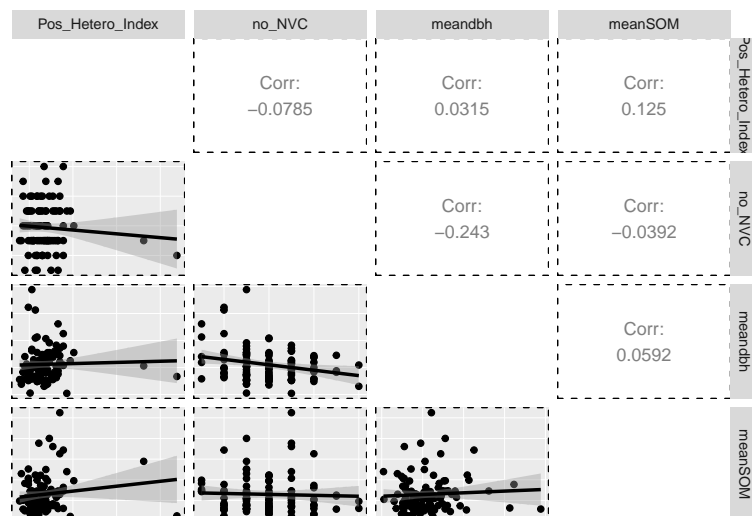 Pos_Hetero_Index
no_NVC
meandbh
meanSOM
Corr:
−0.0785
Corr:
0.0315
Corr:
0.125
Pos_Hetero_Index
Corr:
−0.243
Corr:
−0.0392
no_NVC
Corr:
0.0592
meandbh
meanSOM